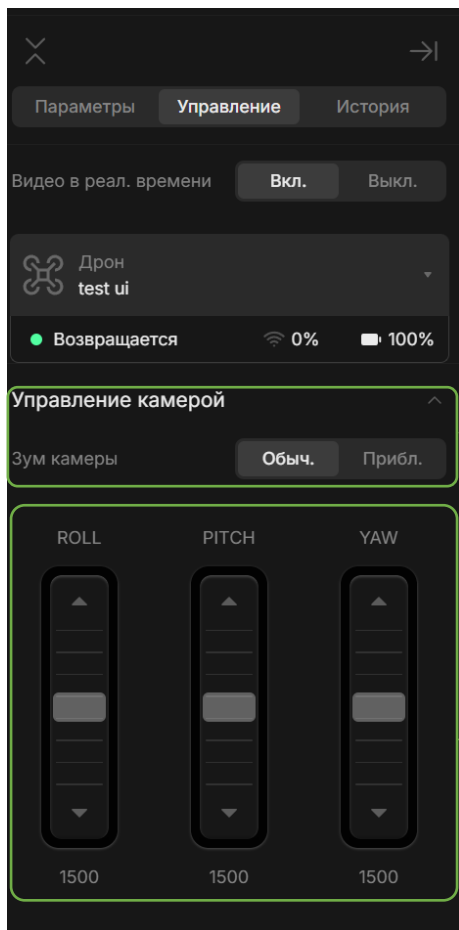 Параметры Управление История
Видео в реал. времени Вкл. Выкл.
Дрон
test ui
Возвращается 0% 100%
Управление камерой
Зум камеры Обыч. Прибл.
ROLL PITCH YAW
1500 1500 1500